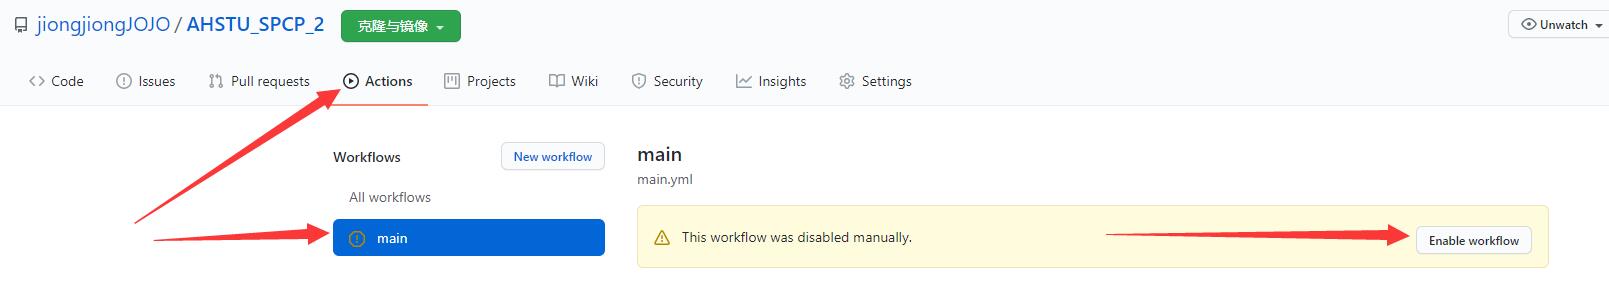 jiongjiongJOJO / AHSTU_SPCP_2 克隆与镜像 Unwatch
Code Issues Pull requests Actions Projects Wiki Security Insights Settings
Workflows New workflow
All workflows
main
main
main.yml
This workflow was disabled manually. Enable workflow